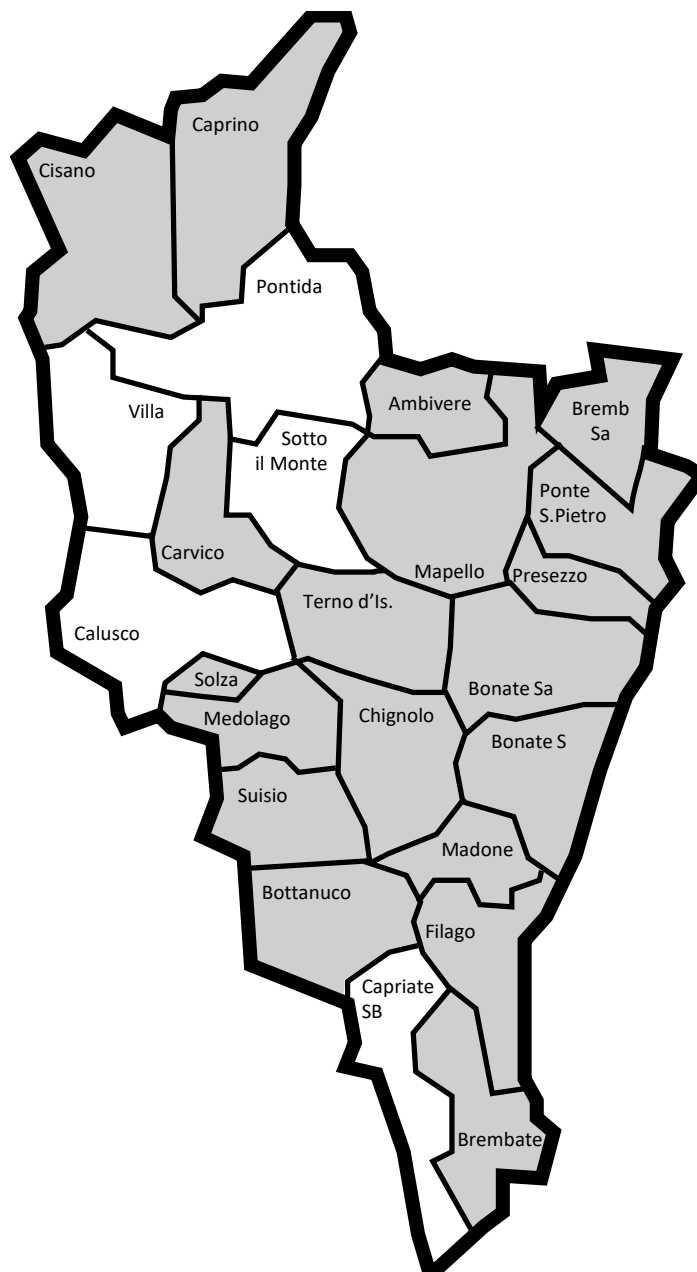 Caprino
Cisano
Pontida
Ambivere
Villa
Bremb
Sa
Sotto
il Monte
Ponte
S.Pietro
Carvico
Mapello
Presezzo
Terno d'Is.
Calusco
Solza
Bonate Sa
Medolago
Chignolo
Bonate S
Suisio
Madone
Bottanuco
Filago
Capriate
SB
Brembate